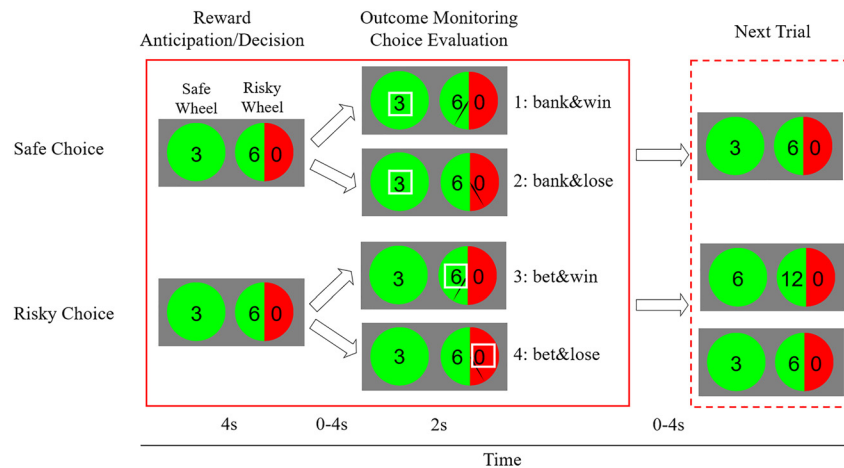 Reward
Anticipation/Decision
Outcome Monitoring
Choice Evaluation
Next Trial
Safe Choice
Safe
Wheel
Risky
Wheel
3 6 0
3 6 0
1: bank&win
3 6 0
2: bank&lose
3 6 0
Risky Choice
3 6 0
3 6 0
3: bet&win
3 6 0
4: bet&lose
6 12 0
3 6 0
4s
0-4s
2s
0-4s
Time